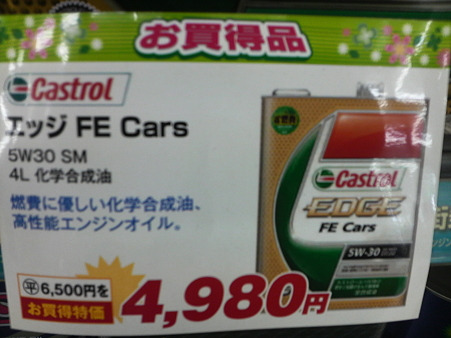 お買得品
Castrol
エッジ FE Cars
5W30 SM
4L 化学合成油
燃費に優しい化学合成油、
高性能エンジンオイル。
平 6,500円を
お買得特価
4,980円
Castrol
EDGE
FE Cars
5W-30